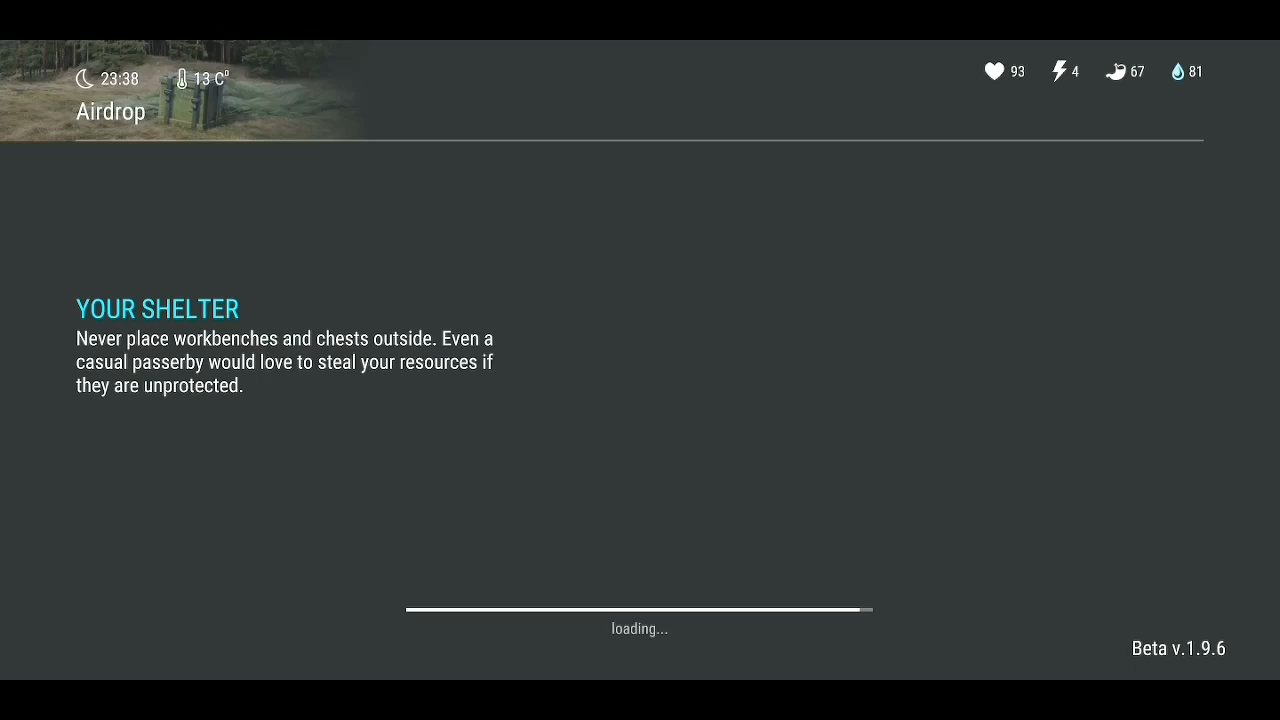 23:38 13 C°
93 4 67 81
Airdrop
YOUR SHELTER
Never place workbenches and chests outside. Even a
casual passerby would love to steal your resources if
they are unprotected.
loading...
Beta v.1.9.6